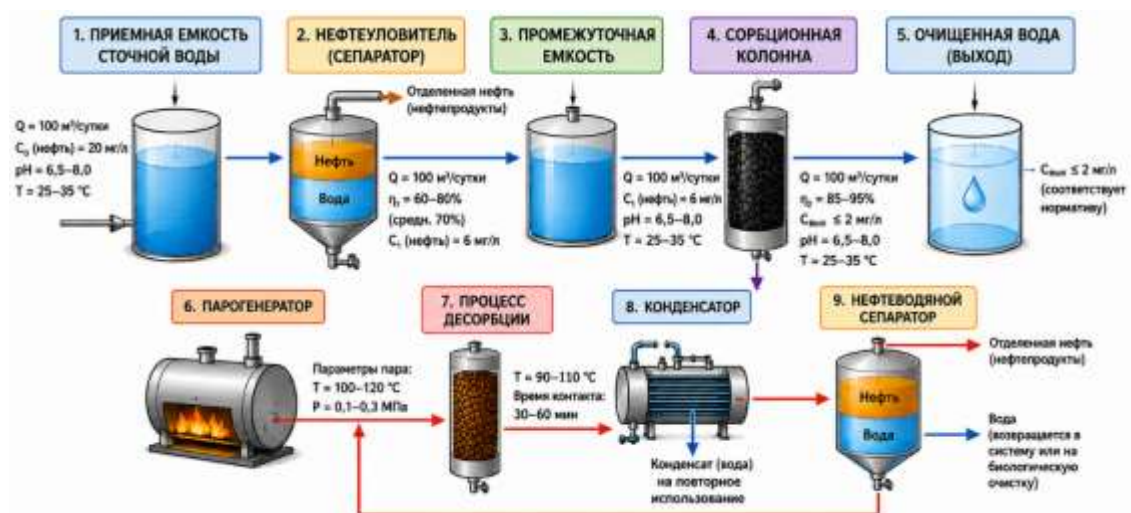 1. ПРИЕМНАЯ ЕМКОСТЬ
СТОЧНОЙ ВОДЫ
2. НЕФТЕУЛОВИТЕЛЬ
(СЕПАРАТОР)
3. ПРОМЕЖУТОЧНАЯ
ЕМКОСТЬ
4. СОРБЦИОННАЯ
КОЛОННА
5. ОЧИЩЕННАЯ ВОДА
(ВЫХОД)
Q = 100 м³/сутки
C₀ (нефть) = 20 мг/л
pH = 6,5–8,0
T = 25–35 °C
Отделенная нефть
(нефтепродукты)
Нефть
Вода
Q = 100 м³/сутки
η₁ = 60–80%
(средн. 70%)
C₁ (нефть) = 6 мг/л
Q = 100 м³/сутки
C₁ (нефть) = 6 мг/л
pH = 6,5–8,0
T = 25–35 °C
Q = 100 м³/сутки
η₂ = 85–95%
Cвых ≤ 2 мг/л
pH = 6,5–8,0
T = 25–35 °C
Cвых ≤ 2 мг/л
(соответствует
нормативу)
6. ПАРОГЕНЕРАТОР
7. ПРОЦЕСС
ДЕСОРБЦИИ
8. КОНДЕНСАТОР
9. НЕФТЕВОДЯНОЙ
СЕПАРАТОР
Параметры пара:
T = 100–120 °C
P = 0,1–0,3 МПа
T = 90–110 °C
Время контакта:
30–60 мин
Конденсат (вода)
на повторное
использование
Нефть
Вода
Отделенная нефть
(нефтепродукты)
Вода
(возвращается в
систему или на
биологическую
очистку)